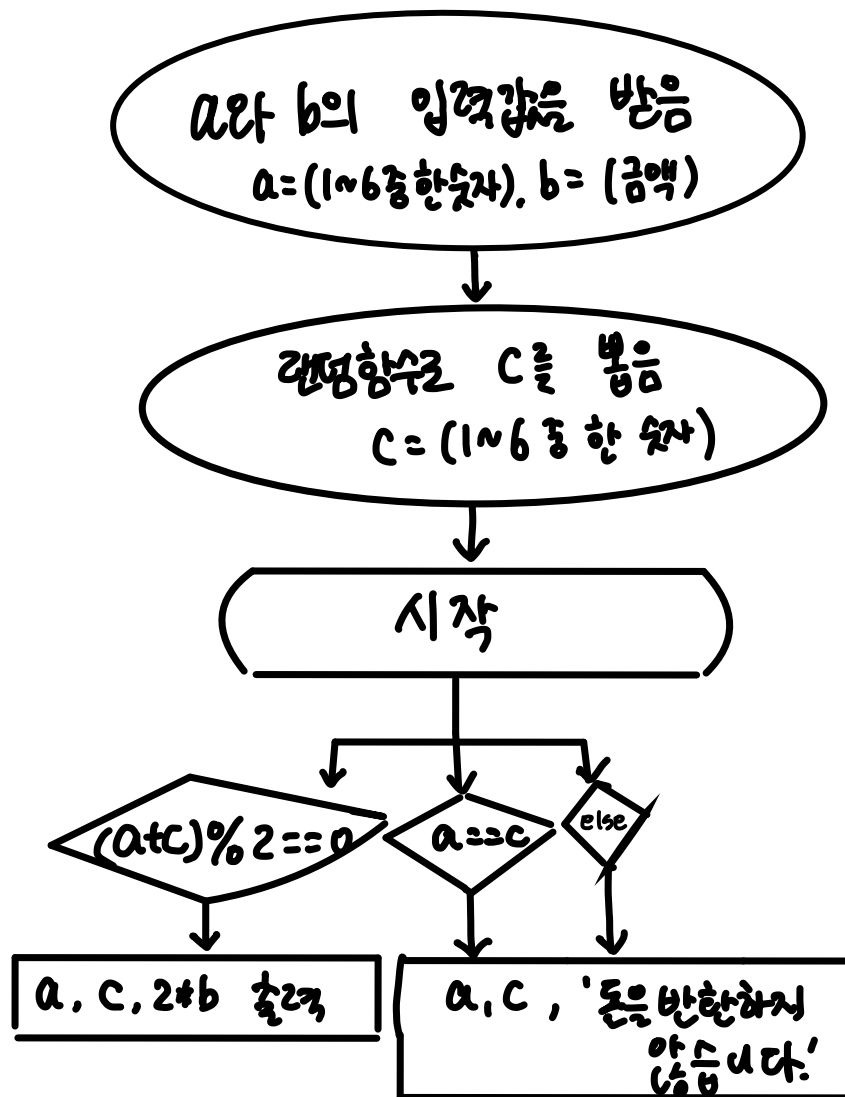 a와 b의 입력값을 받음
a=(1~6중 한숫자), b= (금액)
랜덤함수로 c를 뽑음
c= (1~6 중 한 숫자)
시작
(a+c)%2==0
a==c
else
a, c, 2*b 출력
a, c, '돈을 반환하지
않습니다.'